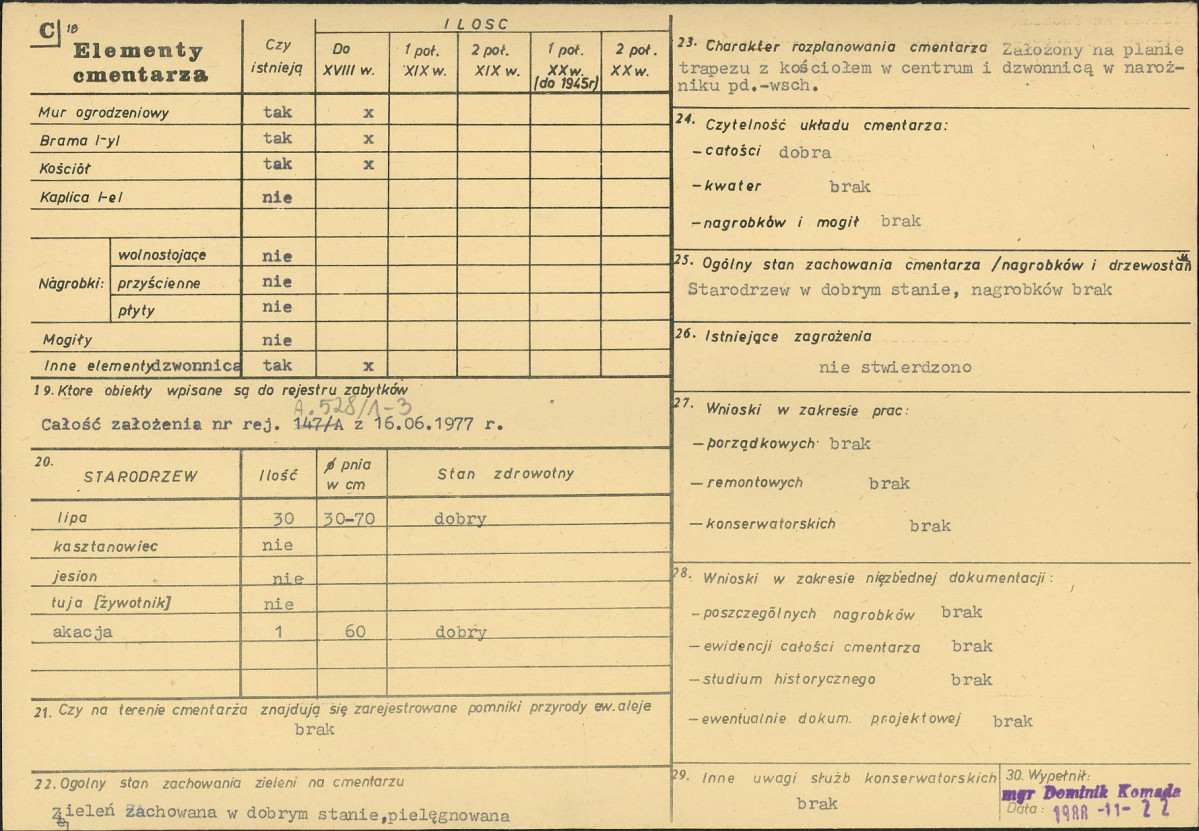 C 18
Elementy cmentarza
Czy istnieją
ILOSC
Do XVIII w.
1 poł. XIX w.
2 poł. XIX w.
1 poł. XX w. (do 1945r)
2 poł. XX w.
Mur ogrodzeniowy tak x
Brama l-yl tak x
Kościół tak x
Kaplica l-el nie
Nagrobki: wolnostojące nie
przyścienne nie
płyty nie
Mogiły nie
Inne elementy dzwonnica tak x
19. Ktore obiekty wpisane są do rejestru zabytków
A.528/1-3
Całość założenia nr rej. 147/A z 16.06.1977 r.
20. STARODRZEW Ilość ø pnia w cm Stan zdrowotny
lipa 30 30-70 dobry
kasztanowiec nie
jesion nie
tuja [żywotnik] nie
akacja 1 60 dobry
21. Czy na terenie cmentarza znajdują się zarejestrowane pomniki przyrody ew. aleje
brak
22. Ogolny stan zachowania zieleni na cmentarzu
Zieleń zachowana w dobrym stanie, pielęgnowana
23. Charakter rozplanowania cmentarza Założony na planie
trapezu z kościołem w centrum i dzwonnicą w naroż-
niku pd.-wsch.
24. Czytelność układu cmentarza:
- całości dobra
- kwater brak
- nagrobków i mogił brak
25. Ogólny stan zachowania cmentarza /nagrobków i drzewostan
Starodrzew w dobrym stanie, nagrobków brak
26. Istniejące zagrożenia
nie stwierdzono
27. Wnioski w zakresie prac:
- porządkowych brak
- remontowych brak
- konserwatorskich brak
28. Wnioski w zakresie niezbędnej dokumentacji:
- poszczególnych nagrobków brak
- ewidencji całości cmentarza brak
- studium historycznego brak
- ewentualnie dokum. projektowej brak
29. Inne uwagi służb konserwatorskich
brak
30. Wypełnił:
mgr Dominik Komada
Data: 1988 -11- 22